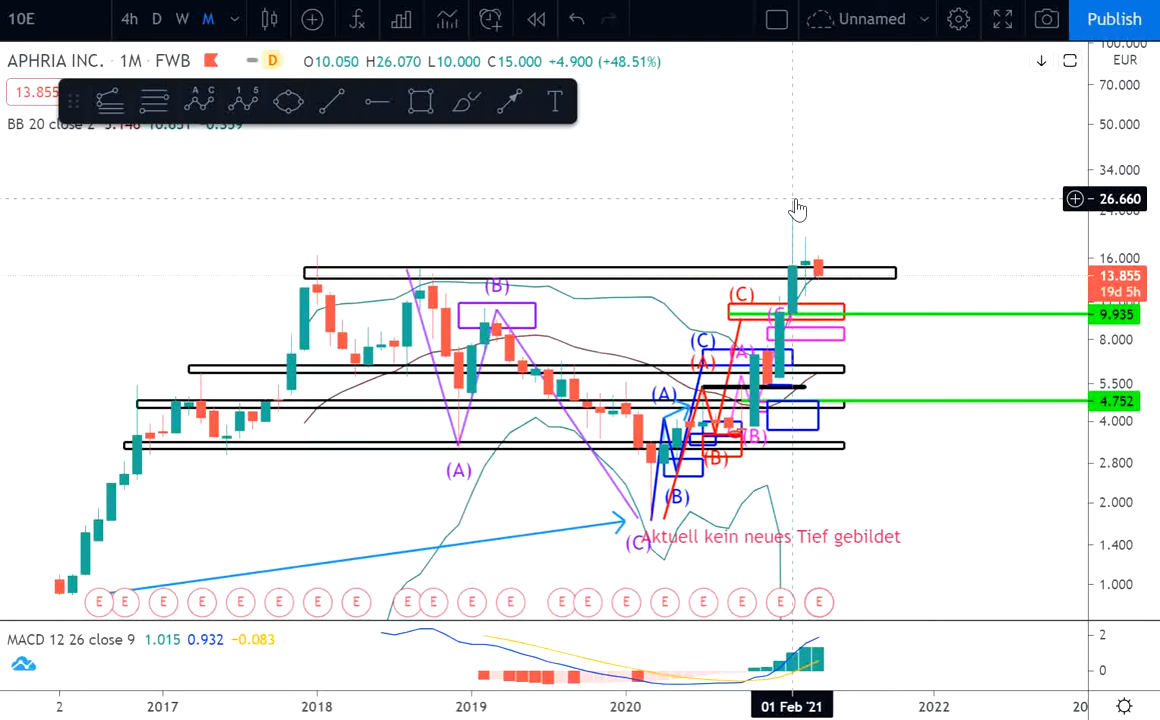 10E 4h D W M Unnamed Publish
APHRIA INC. · 1M · FWB D O10.050 H26.070 L10.000 C15.000 +4.900 (+48.51%) EUR
13.855
BB 20 close 2
100.000
70.000
50.000
34.000
26.660
16.000
13.855
19d 5h
9.935
8.000
5.500
4.752
4.000
2.800
2.000
1.400
1.000
(B)
(C)
(C)
(A)
(A)
(A)
(B)
(B)
(A)
(B)
(C)
Aktuell kein neues Tief gebildet
E E E E E E E E E E E E E E E E E E E
MACD 12 26 close 9 1.015 0.932 −0.083
2
0
2 2017 2018 2019 2020 01 Feb '21 2022 20